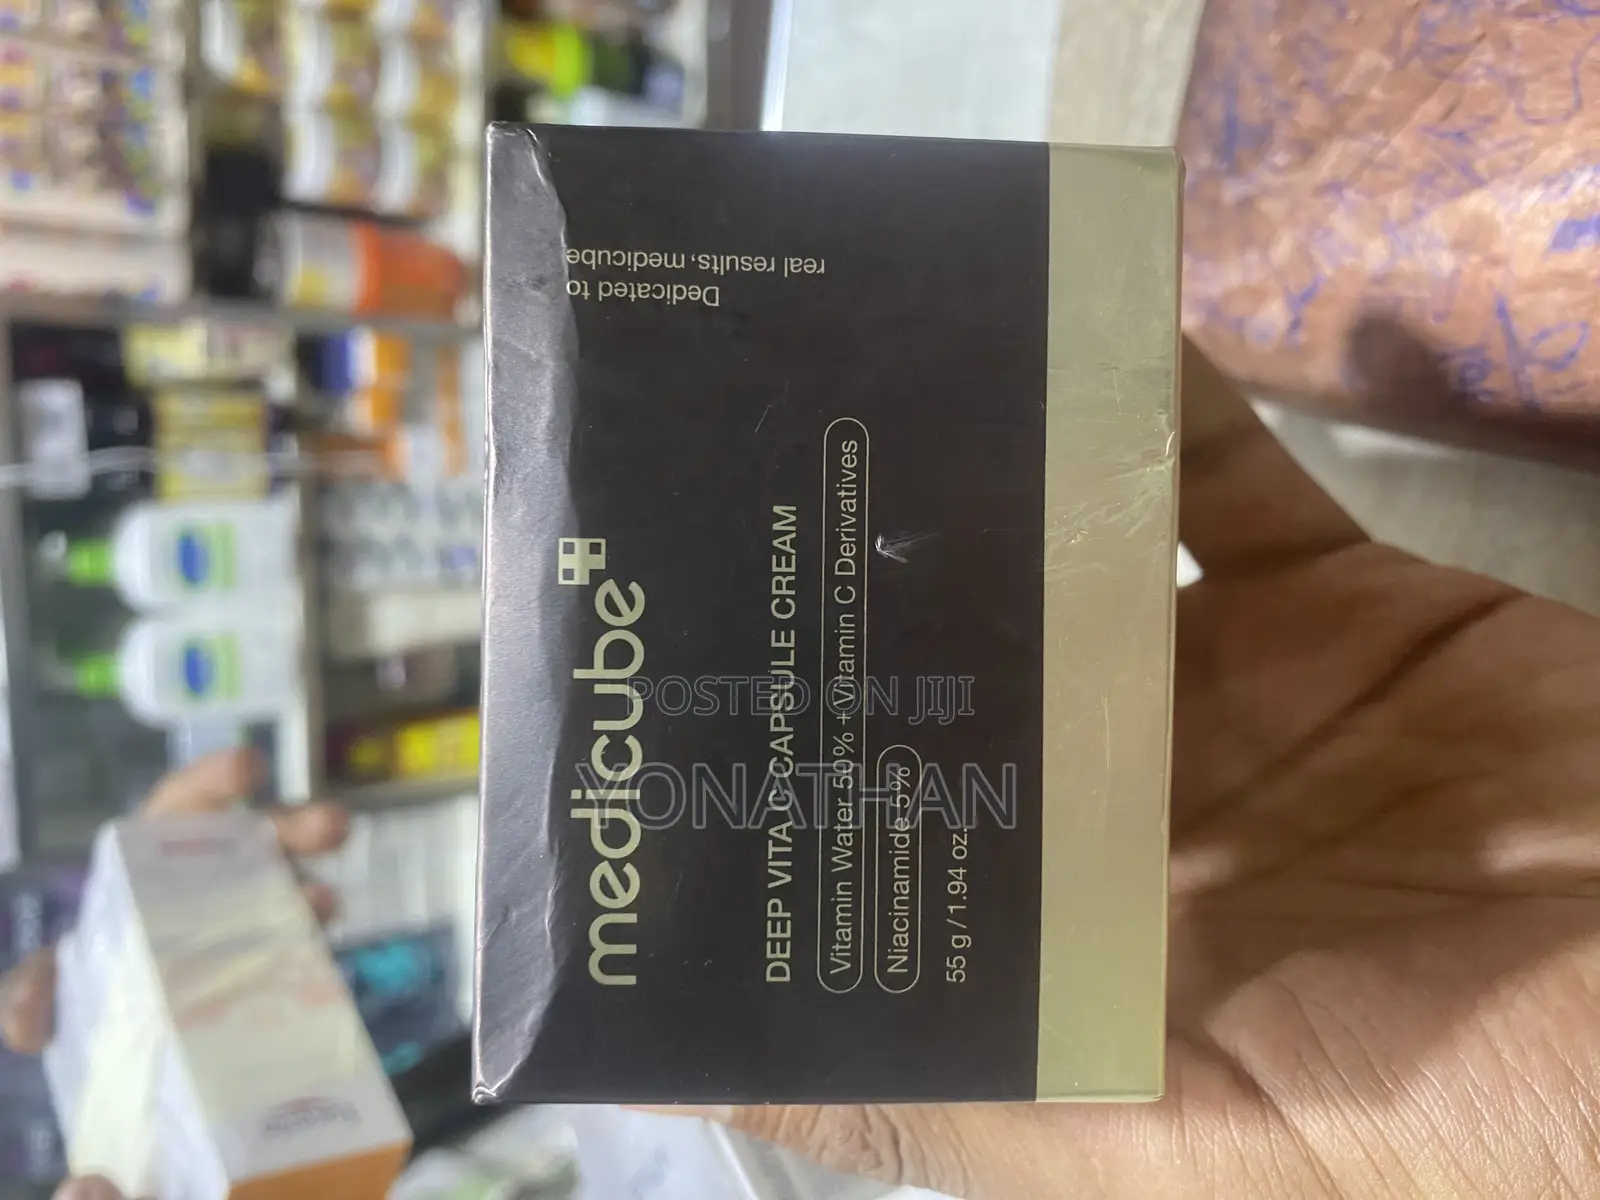 medicube
DEEP VITA C CAPSULE CREAM
Vitamin Water 50% + Vitamin C Derivatives
Niacinamide 5%
55 g / 1.94 oz.
Dedicated to
real results, medicube
POSTED ON JIJI
YONATHAN